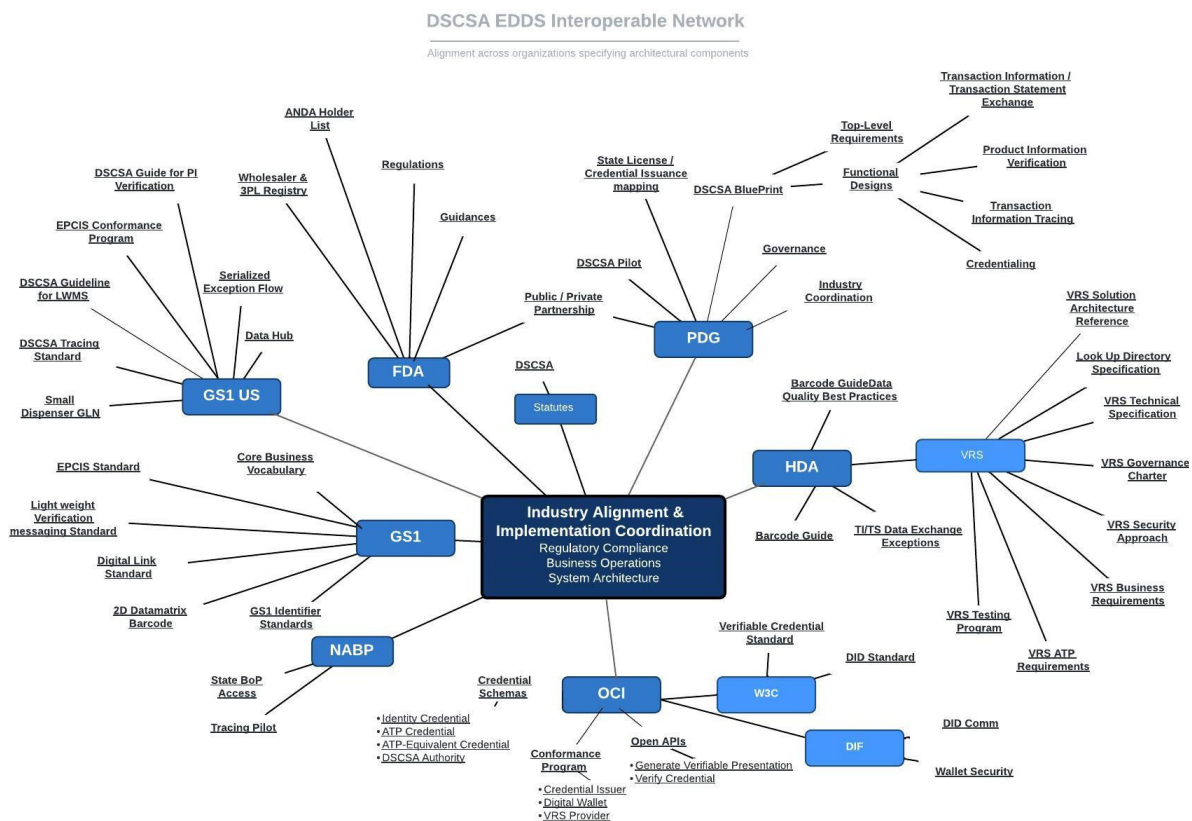 DSCSA EDDS Interoperable Network
Alignment across organizations specifying architectural components
ANDA Holder
List
Regulations
Wholesaler &
3PL Registry
Guidances
Public / Private
Partnership
FDA
DSCSA Guide for PI
Verification
EPCIS Conformance
Program
DSCSA Guideline
for LWMS
Serialized
Exception Flow
DSCSA Tracing
Standard
Data Hub
Small
Dispenser GLN
GS1 US
State License /
Credential Issuance
mapping
DSCSA BluePrint
Top-Level
Requirements
Functional
Designs
Transaction Information /
Transaction Statement
Exchange
Product Information
Verification
Transaction
Information Tracing
Credentialing
DSCSA Pilot
Governance
Industry
Coordination
PDG
DSCSA
Statutes
Barcode GuideData
Quality Best Practices
HDA
Barcode Guide
TI/TS Data Exchange
Exceptions
VRS
VRS Solution
Architecture
Reference
Look Up Directory
Specification
VRS Technical
Specification
VRS Governance
Charter
VRS Security
Approach
VRS Business
Requirements
VRS ATP
Requirements
VRS Testing
Program
EPCIS Standard
Core Business
Vocabulary
Light weight
Verification
messaging Standard
Digital Link
Standard
2D Datamatrix
Barcode
GS1 Identifier
Standards
GS1
Industry Alignment &
Implementation Coordination
Regulatory Compliance
Business Operations
System Architecture
NABP
State BoP
Access
Tracing Pilot
OCI
Credential
Schemas
• Identity Credential
• ATP Credential
• ATP-Equivalent Credential
• DSCSA Authority
Conformance
Program
• Credential Issuer
• Digital Wallet
• VRS Provider
Open APIs
• Generate Verifiable Presentation
• Verify Credential
Verifiable Credential
Standard
DID Standard
W3C
DIF
DID Comm
Wallet Security